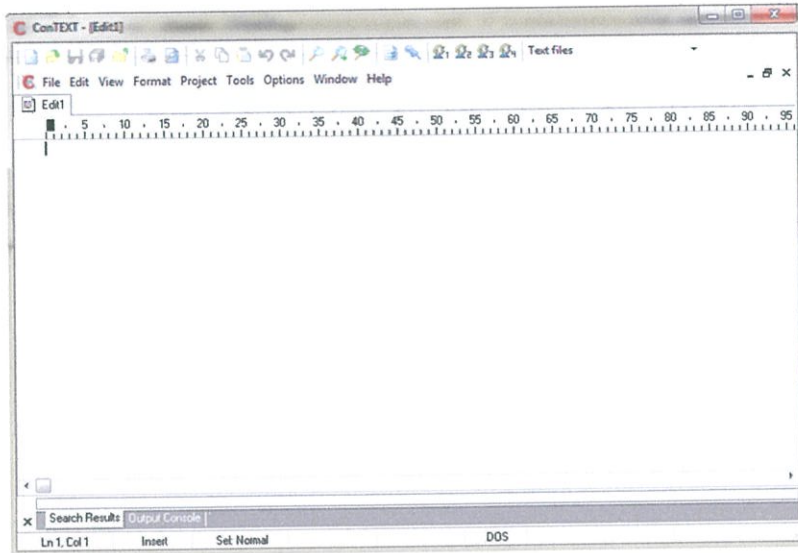 ConTEXT - [Edit1]
Text files
File Edit View Format Project Tools Options Window Help
Edit1
5 10 15 20 25 30 35 40 45 50 55 60 65 70 75 80 85 90 95
Search Results Output Console
Ln 1, Col 1 Insert Sel: Normal DOS